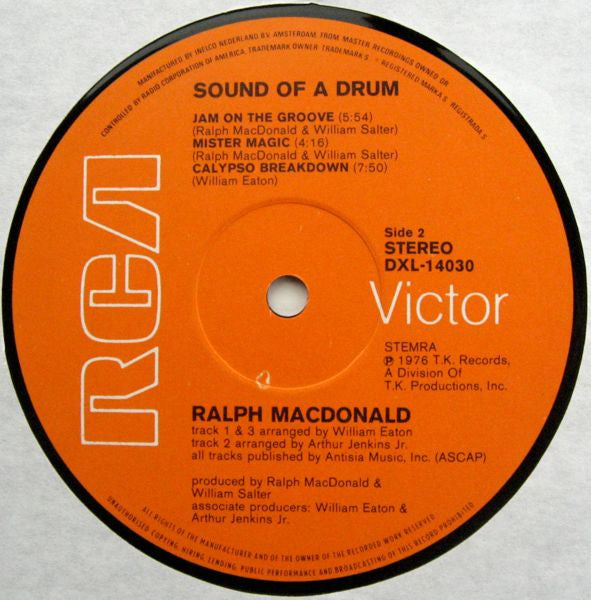 MANUFACTURED BY INELCO NEDERLAND B.V. AMSTERDAM, FROM MASTER RECORDINGS OWNED OR
CONTROLLED BY RADIO CORPORATION OF AMERICA, TRADEMARK OWNER. TRADEMARK S ® REGISTERED MARKA S REGISTRADA S
SOUND OF A DRUM
JAM ON THE GROOVE (5:54)
(Ralph MacDonald & William Salter)
MISTER MAGIC (4:16)
(Ralph MacDonald & William Salter)
CALYPSO BREAKDOWN (7:50)
(William Eaton)
RCA
Side 2
STEREO
DXL-14030
Victor
STEMRA
℗ 1976 T.K. Records,
A Division Of
T.K. Productions, Inc.
RALPH MACDONALD
track 1 & 3 arranged by William Eaton
track 2 arranged by Arthur Jenkins Jr.
all tracks published by Antisia Music, Inc. (ASCAP)
produced by Ralph MacDonald &
William Salter
associate producers: William Eaton &
Arthur Jenkins Jr.
ALL RIGHTS OF THE MANUFACTURER AND OF THE OWNER OF THE RECORDED WORK RESERVED
UNAUTHORISED COPYING, HIRING, LENDING, PUBLIC PERFORMANCE AND BROADCASTING OF THIS RECORD PROHIBITED